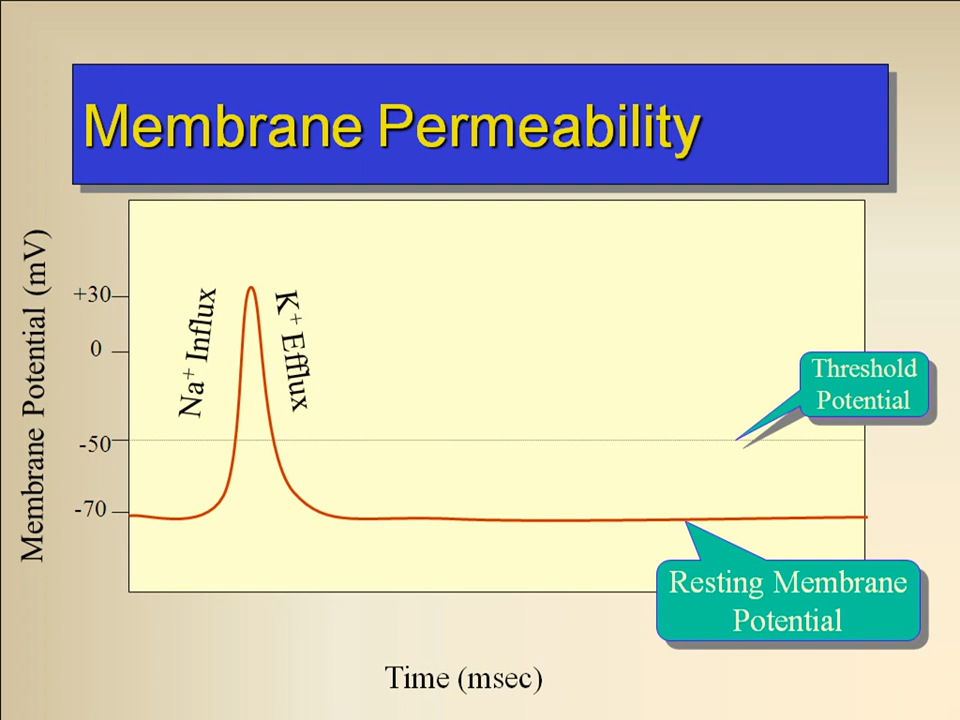 Membrane Permeability
Membrane Potential (mV)
+30
0
-50
-70
Na⁺ Influx
K⁺ Efflux
Threshold
Potential
Resting Membrane
Potential
Time (msec)